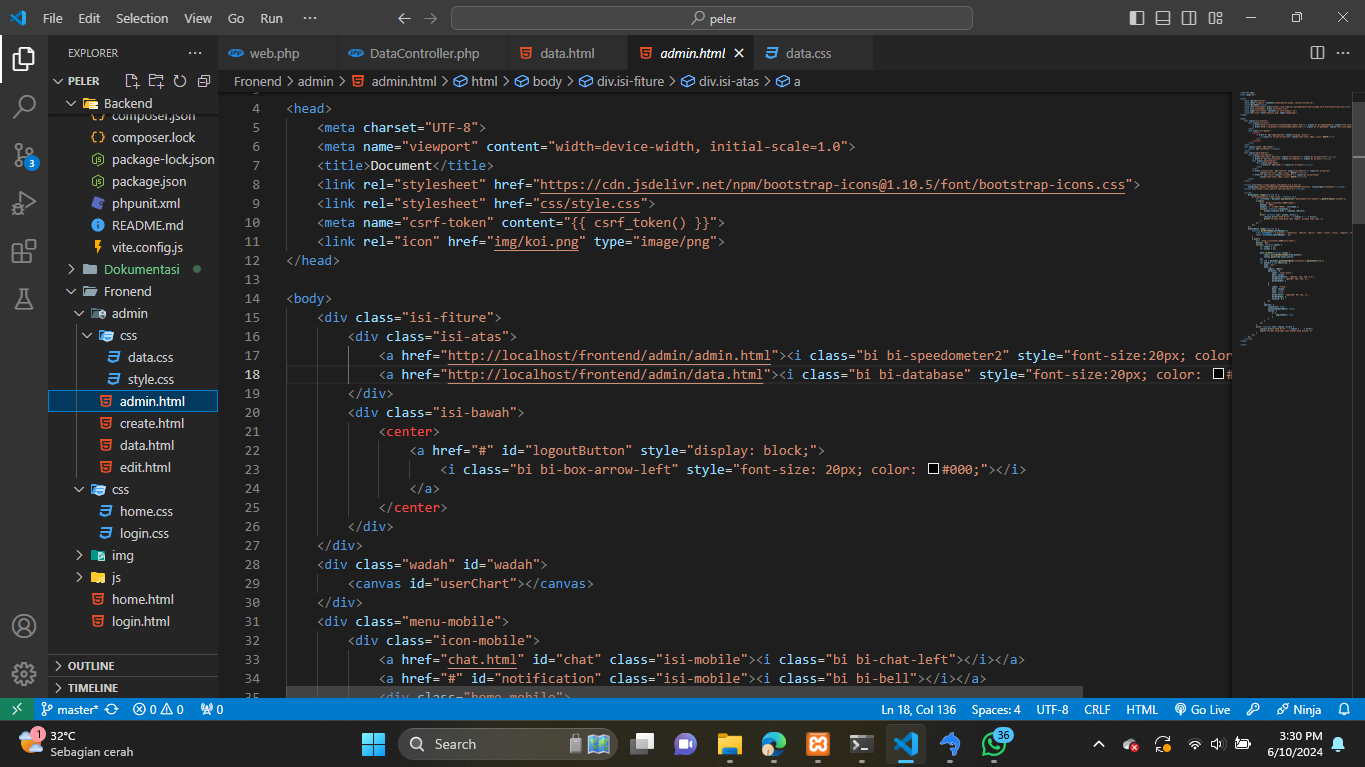 File Edit Selection View Go Run ··· peler
EXPLORER ···
web.php DataController.php data.html admin.html data.css
PELER
Fronend > admin > admin.html > html > body > div.isi-fiture > div.isi-atas > a
Backend
composer.json
composer.lock
package-lock.json
package.json
phpunit.xml
README.md
vite.config.js
Dokumentasi
Fronend
admin
css
data.css
style.css
admin.html
create.html
data.html
edit.html
css
home.css
login.css
img
js
home.html
login.html
OUTLINE
TIMELINE
4 <head>
5 <meta charset="UTF-8">
6 <meta name="viewport" content="width=device-width, initial-scale=1.0">
7 <title>Document</title>
8 <link rel="stylesheet" href="https://cdn.jsdelivr.net/npm/bootstrap-icons@1.10.5/font/bootstrap-icons.css">
9 <link rel="stylesheet" href="css/style.css">
10 <meta name="csrf-token" content="{{ csrf_token() }}">
11 <link rel="icon" href="img/koi.png" type="image/png">
12 </head>
13
14 <body>
15 <div class="isi-fiture">
16 <div class="isi-atas">
17 <a href="http://localhost/frontend/admin/admin.html"><i class="bi bi-speedometer2" style="font-size:20px; color
18 <a href="http://localhost/frontend/admin/data.html"><i class="bi bi-database" style="font-size:20px; color: #
19 </div>
20 <div class="isi-bawah">
21 <center>
22 <a href="#" id="logoutButton" style="display: block;">
23 <i class="bi bi-box-arrow-left" style="font-size: 20px; color: #000;"></i>
24 </a>
25 </center>
26 </div>
27 </div>
28 <div class="wadah" id="wadah">
29 <canvas id="userChart"></canvas>
30 </div>
31 <div class="menu-mobile">
32 <div class="icon-mobile">
33 <a href="chat.html" id="chat" class="isi-mobile"><i class="bi bi-chat-left"></i></a>
34 <a href="#" id="notification" class="isi-mobile"><i class="bi bi-bell"></i></a>
35 <div class="home-mobile">
3
master* 0 0 0 Ln 18, Col 136 Spaces: 4 UTF-8 CRLF HTML Go Live Ninja
1 32°C
Sebagian cerah
Search
36
3:30 PM
6/10/2024